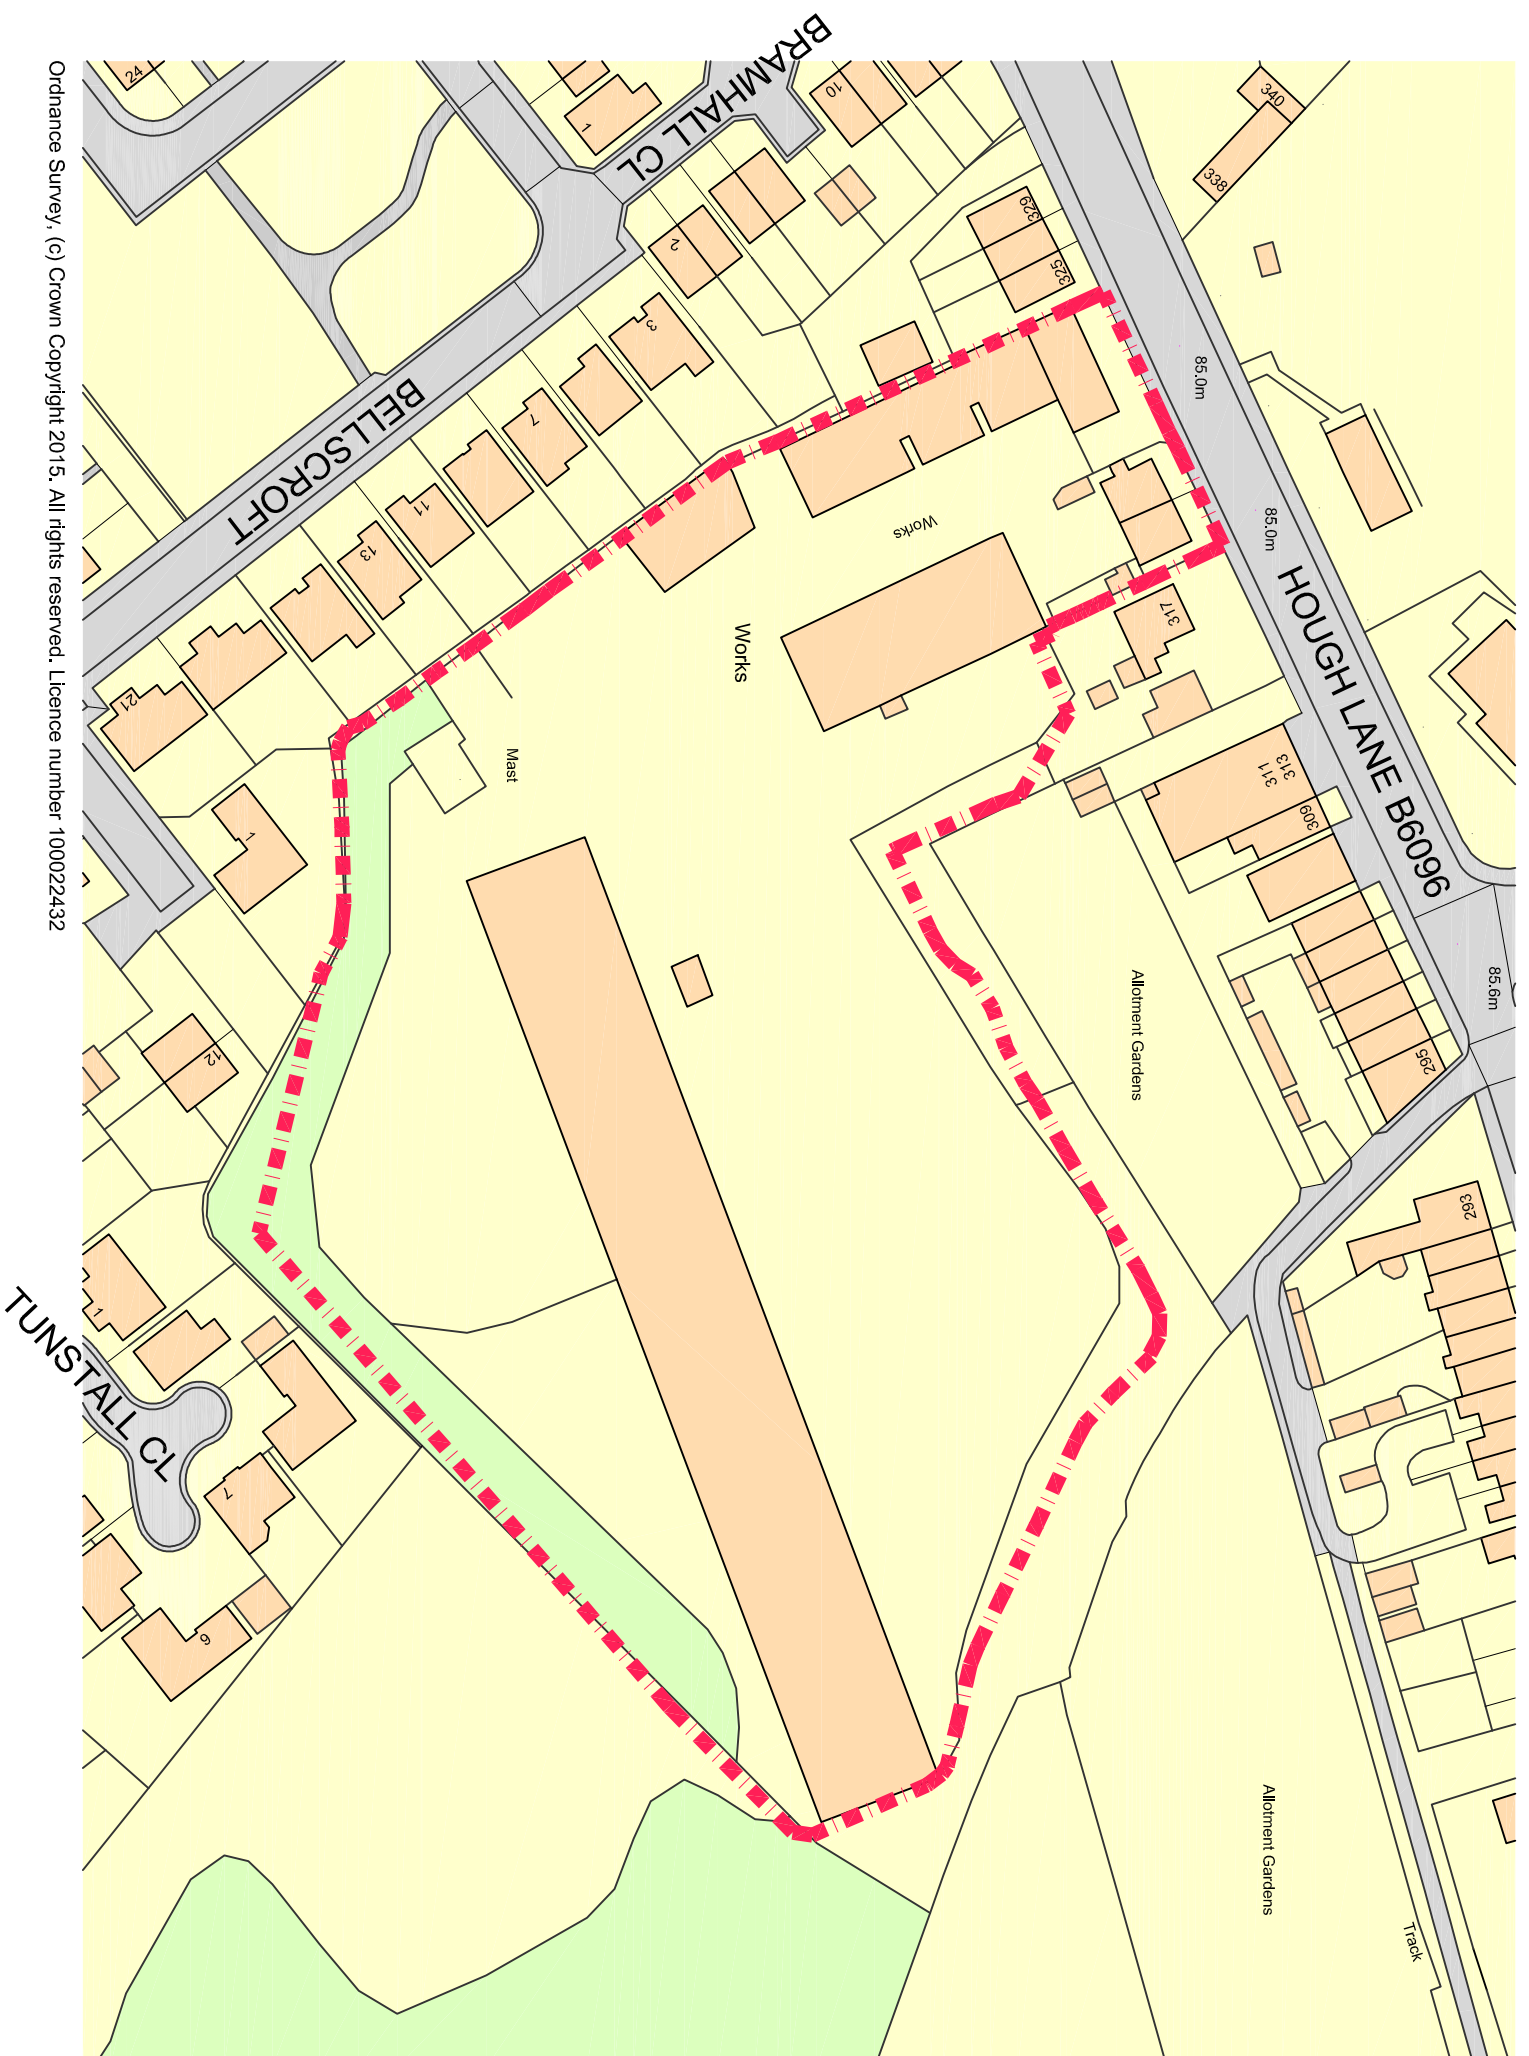 BRAMHALL CL
24
1
10
340
338
329
325
2
3
85.0m
7
BELLSCROFT
11
13
85.0m
Works
HOUGH LANE B6096
317
Works
21
Mast
313
311
309
1
85.6m
Allotment Gardens
295
12
293
1
TUNSTALL CL
7
9
Allotment Gardens
Track
Ordnance Survey, (c) Crown Copyright 2015. All rights reserved. Licence number 100022432